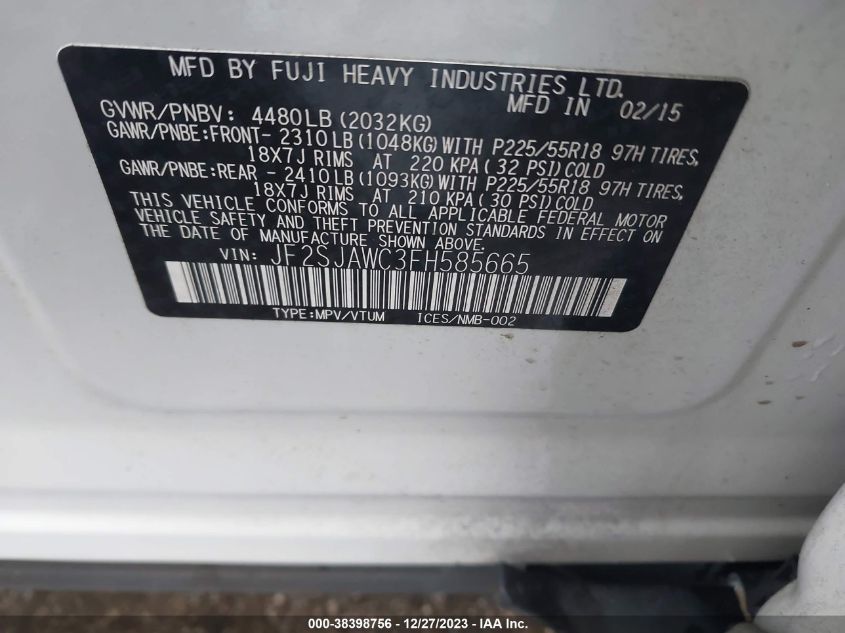 MFD BY FUJI HEAVY INDUSTRIES LTD.
MFD IN 02/15
GVWR/PNBV: 4480LB(2032KG)
GAWR/PNBE:FRONT- 2310LB(1048KG)WITH P225/55R18 97H TIRES,
18X7J RIMS AT 220 KPA(32 PSI)COLD
GAWR/PNBE:REAR - 2410LB(1093KG)WITH P225/55R18 97H TIRES,
18X7J RIMS AT 210 KPA(30 PSI)COLD
THIS VEHICLE CONFORMS TO ALL APPLICABLE FEDERAL MOTOR
VEHICLE SAFETY AND THEFT PREVENTION STANDARDS IN EFFECT ON
THE DATE OF MANUFACTURE SHOWN ABOVE.
VIN: JF2SJAWC3FH585665
TYPE:MPV/VTUM ICES/NMB-002
000-38398756 - 12/27/2023 - IAA Inc.